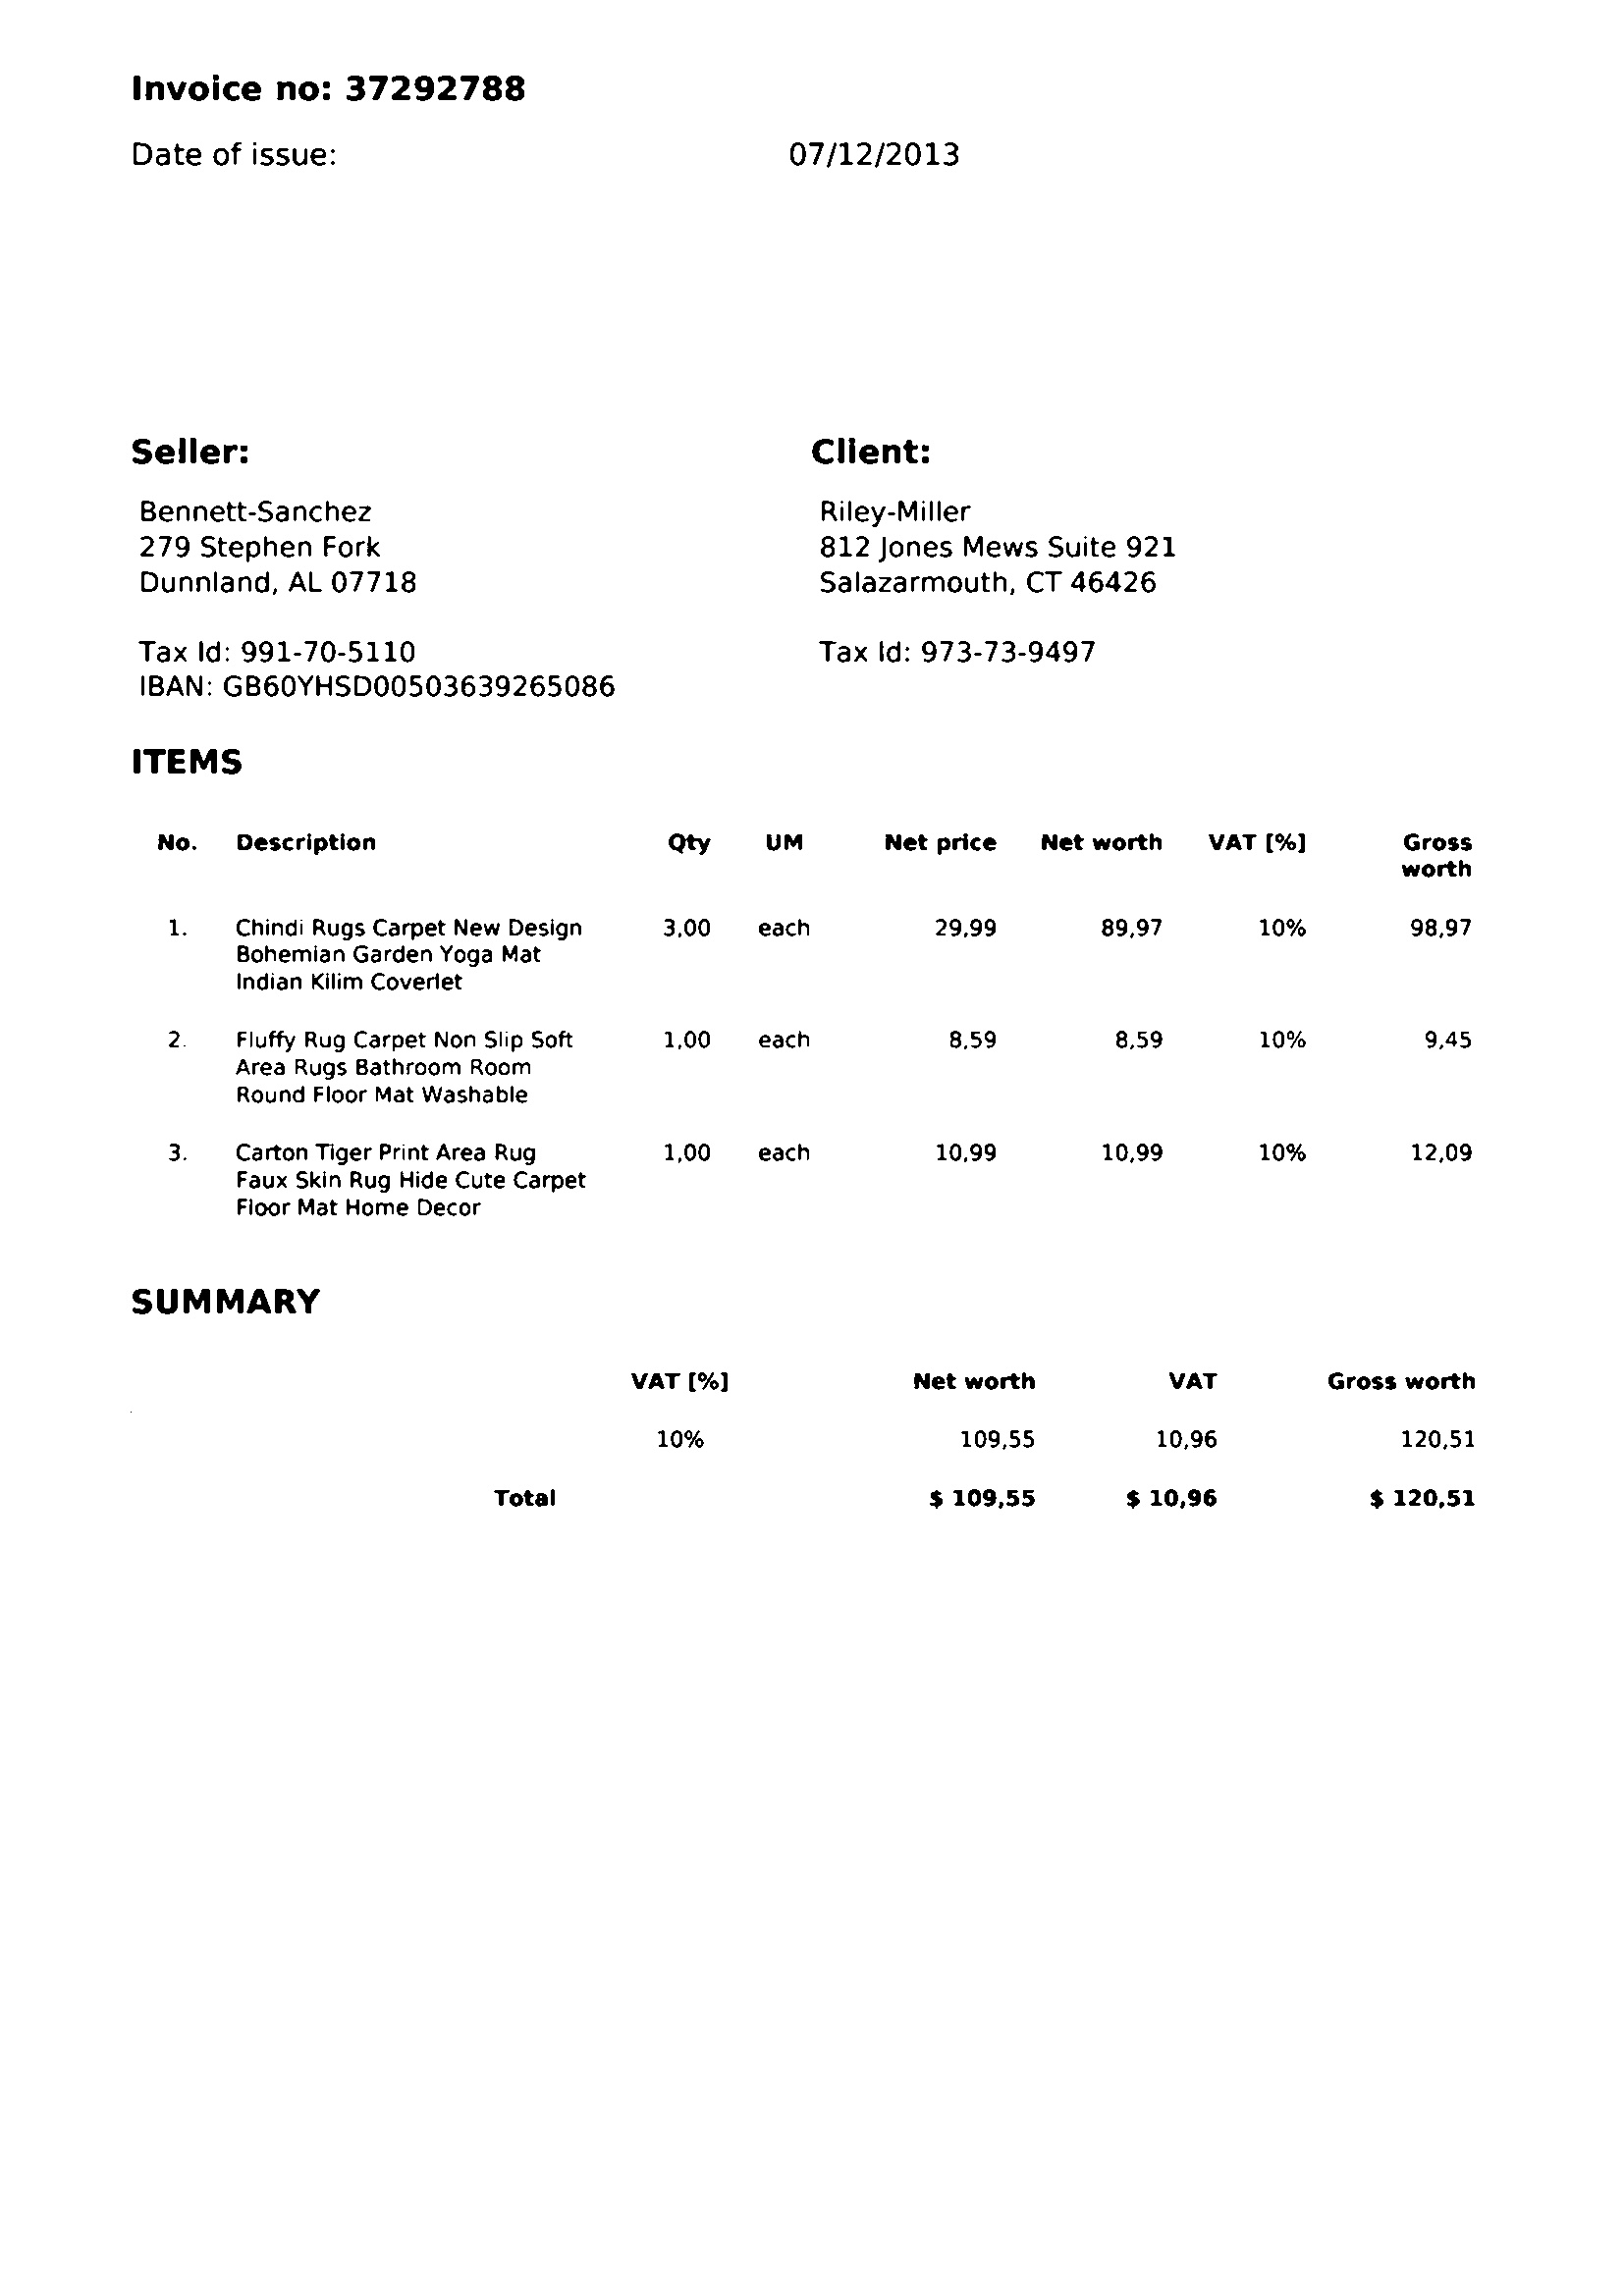 Invoice no: 37292788
Date of issue: 07/12/2013
Seller:
Bennett-Sanchez
279 Stephen Fork
Dunnland, AL 07718
Tax Id: 991-70-5110
IBAN: GB60YHSD00503639265086
Client:
Riley-Miller
812 Jones Mews Suite 921
Salazarmouth, CT 46426
Tax Id: 973-73-9497
ITEMS
No. Description Qty UM Net price Net worth VAT [%] Gross
worth
1. Chindi Rugs Carpet New Design 3,00 each 29,99 89,97 10% 98,97
Bohemian Garden Yoga Mat
Indian Kilim Coverlet
2. Fluffy Rug Carpet Non Slip Soft 1,00 each 8,59 8,59 10% 9,45
Area Rugs Bathroom Room
Round Floor Mat Washable
3. Carton Tiger Print Area Rug 1,00 each 10,99 10,99 10% 12,09
Faux Skin Rug Hide Cute Carpet
Floor Mat Home Decor
SUMMARY
VAT [%] Net worth VAT Gross worth
10% 109,55 10,96 120,51
Total $ 109,55 $ 10,96 $ 120,51